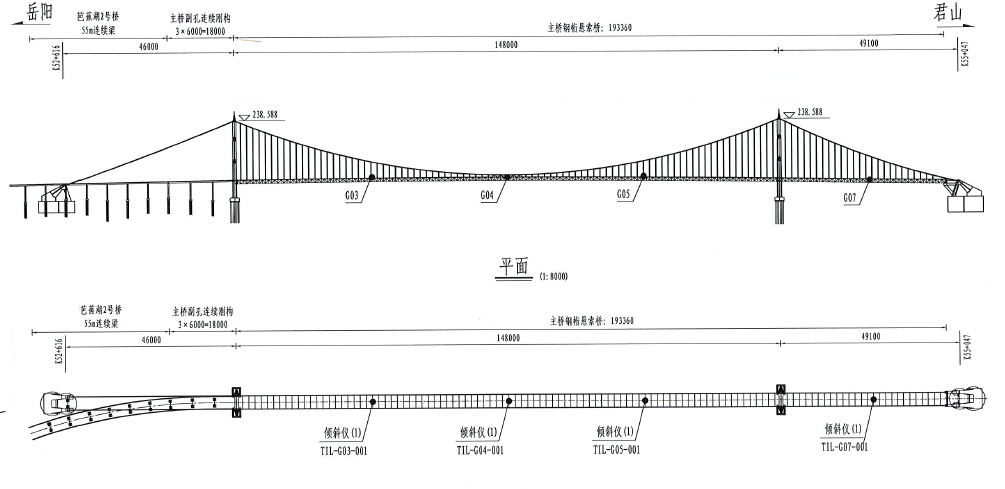 岳阳
君山
芭蕉湖2号桥
55m连续梁
主桥副孔连续刚构
3×6000=18000
主桥钢桁悬索桥：193360
K52+616
46000
148000
49100
K55+047
238.588
238.588
G03
G04
G05
G07
平面
(1:8000)
芭蕉湖2号桥
55m连续梁
主桥副孔连续刚构
3×6000=18000
主桥钢桁悬索桥：193360
K52+616
46000
148000
49100
K55+047
倾斜仪(1)
TIL-G03-001
倾斜仪(1)
TIL-G04-001
倾斜仪(1)
TIL-G05-001
倾斜仪(1)
TIL-G07-001